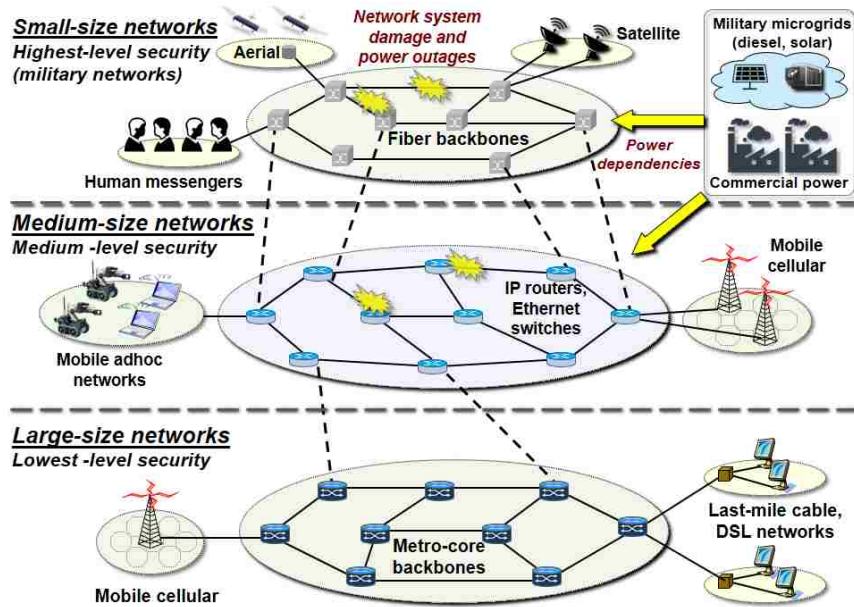 Small-size networks
Highest-level security
(military networks)
Aerial
Network system
damage and
power outages
Satellite
Military microgrids
(diesel, solar)
Fiber backbones
Power
dependencies
Commercial power
Human messengers
Medium-size networks
Medium -level security
Mobile
cellular
IP routers,
Ethernet
switches
Mobile adhoc
networks
Large-size networks
Lowest -level security
Last-mile cable,
DSL networks
Metro-core
backbones
Mobile cellular